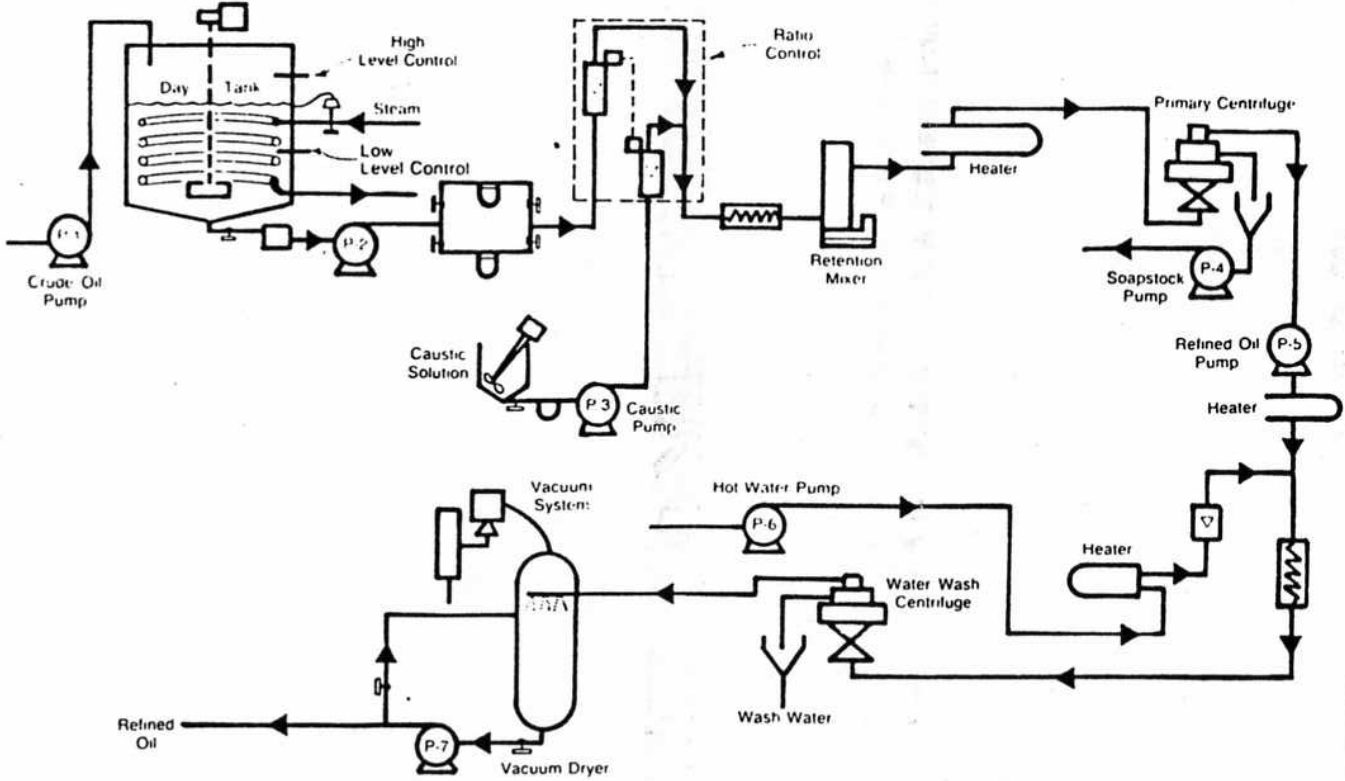 High
Level Control
Day Tank
Steam
Low
Level Control
P-1
Crude Oil
Pump
P-2
Ratio
Control
Caustic
Solution
P-3
Caustic
Pump
Retention
Mixer
Heater
Primary Centrifuge
P-4
Soapstock
Pump
Refined Oil
Pump
P-5
Heater
Hot Water Pump
P-6
Heater
Water Wash
Centrifuge
Wash Water
Vacuum
System
Refined
Oil
P-7
Vacuum Dryer